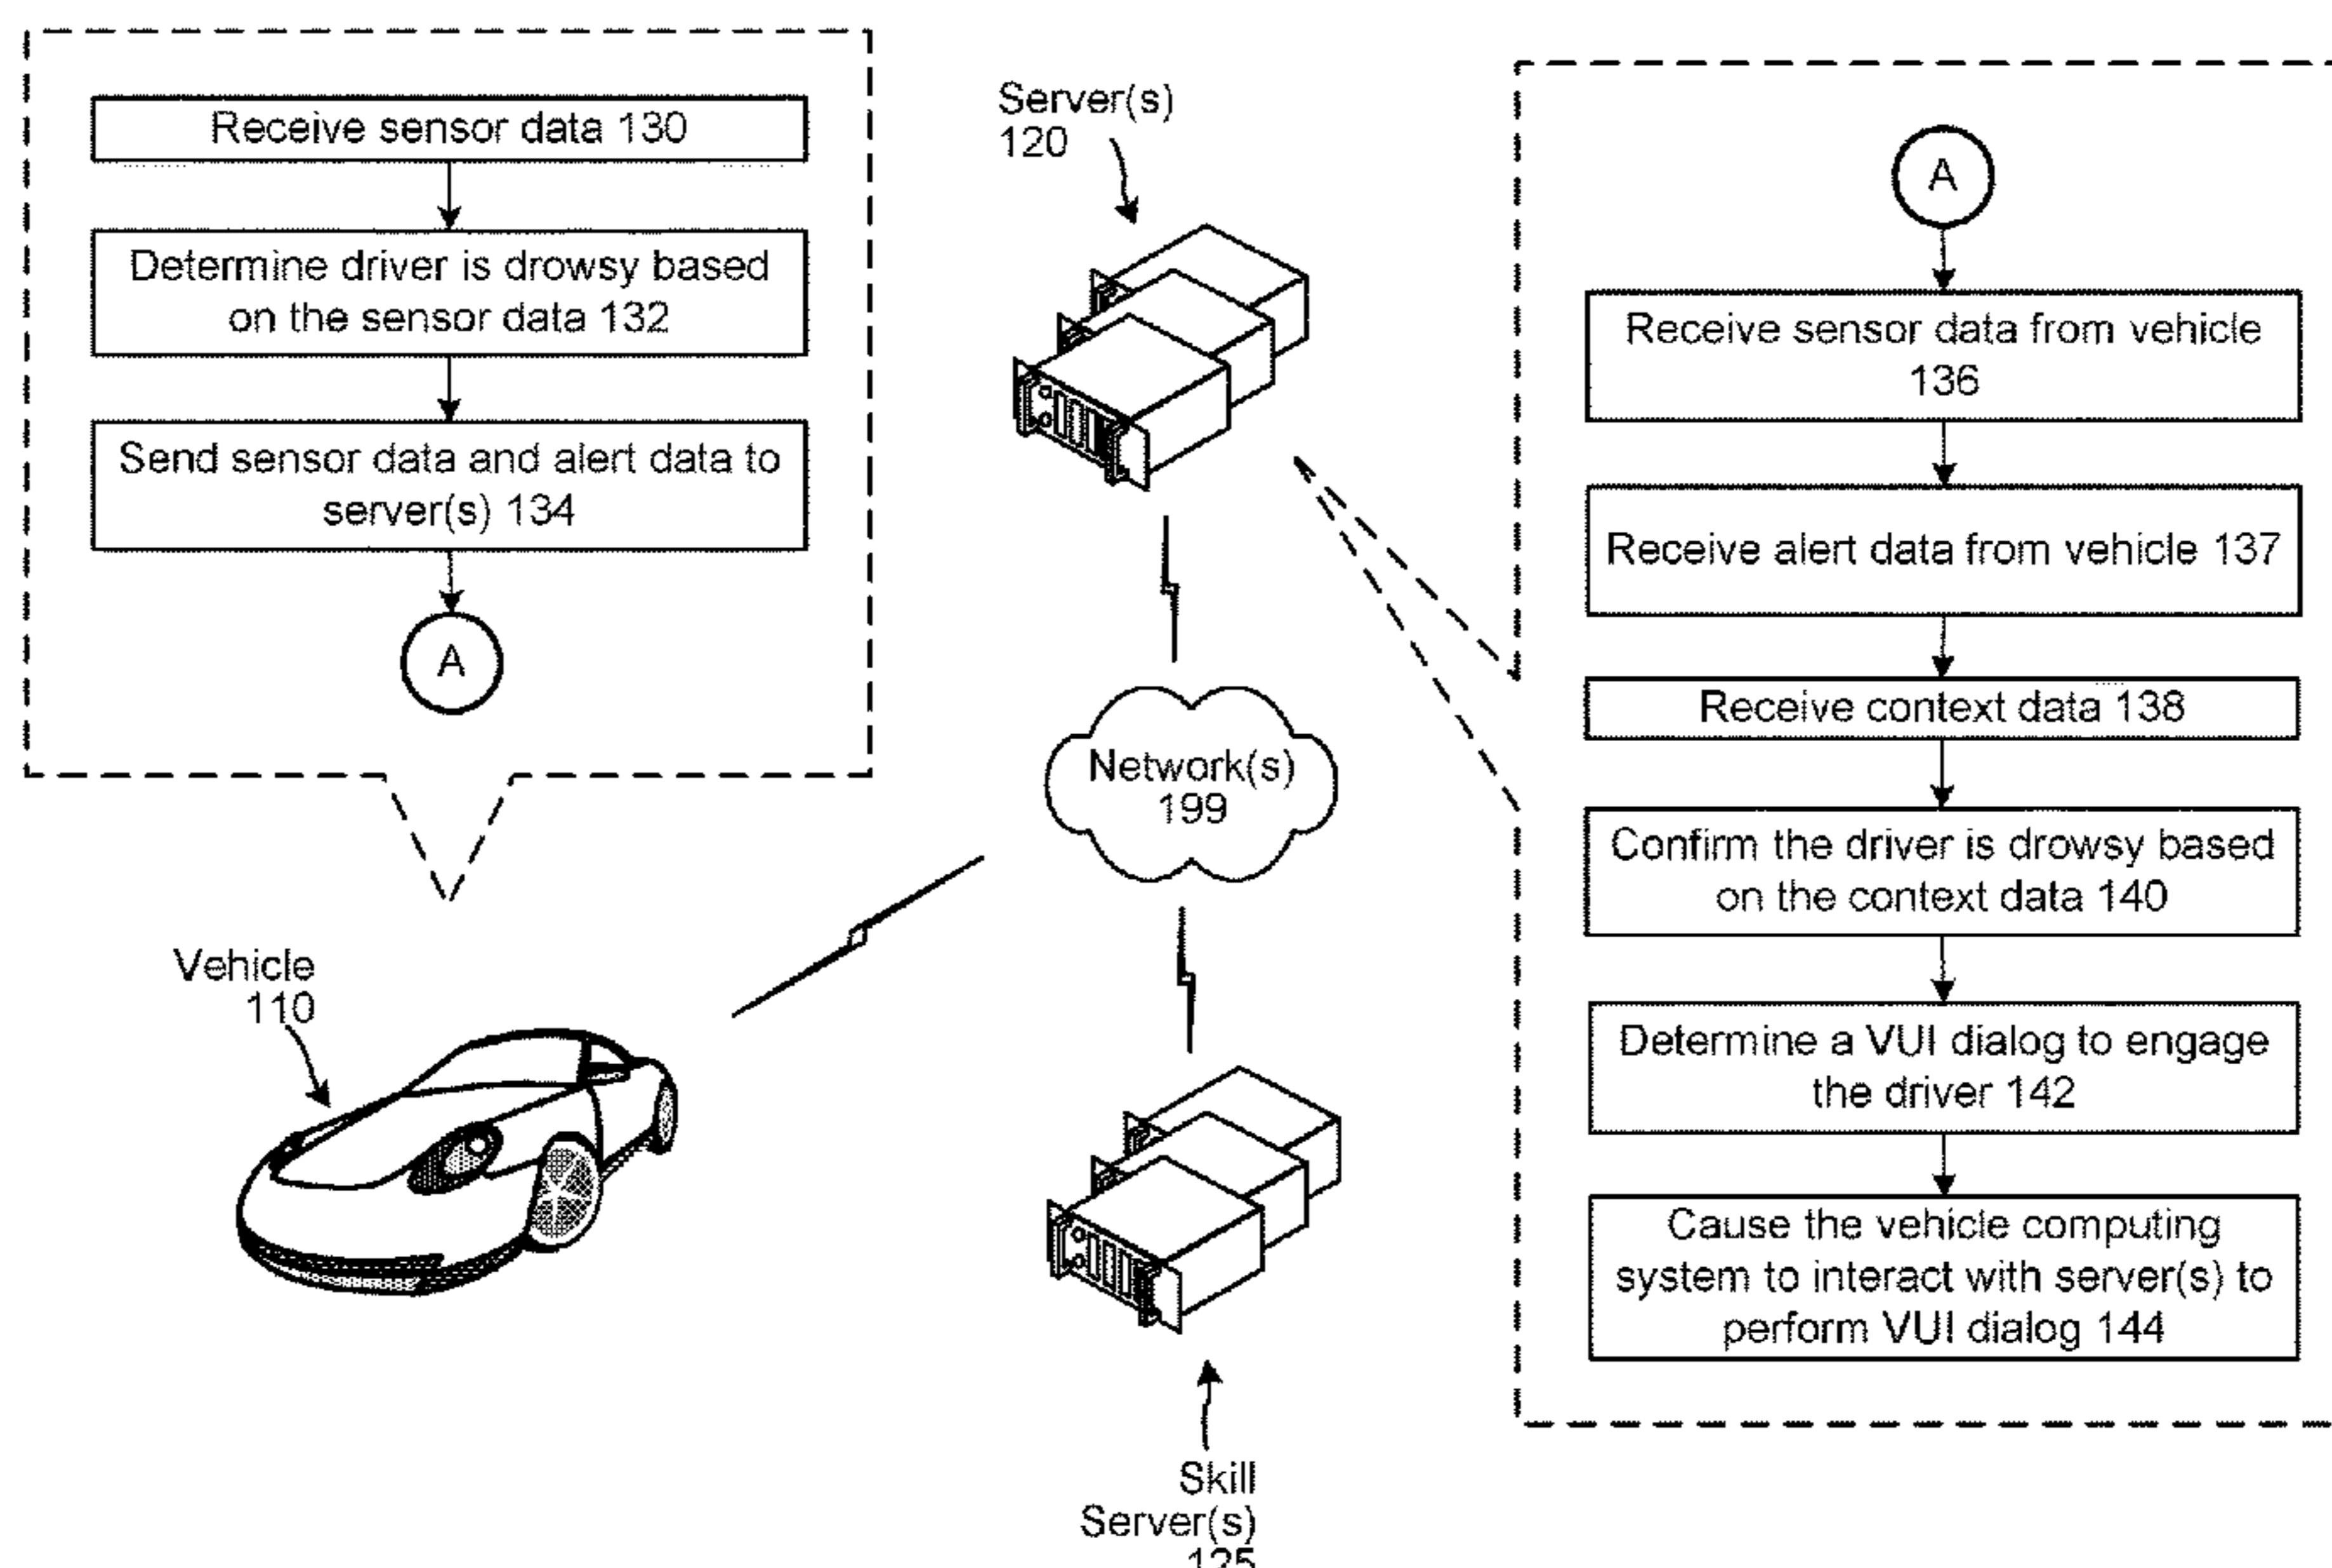 Receive sensor data 130
Determine driver is drowsy based
on the sensor data 132
Send sensor data and alert data to
server(s) 134
A
Vehicle
110
Server(s)
120
Network(s)
199
Skill
Server(s)
125
A
Receive sensor data from vehicle
136
Receive alert data from vehicle 137
Receive context data 138
Confirm the driver is drowsy based
on the context data 140
Determine a VUI dialog to engage
the driver 142
Cause the vehicle computing
system to interact with server(s) to
perform VUI dialog 144